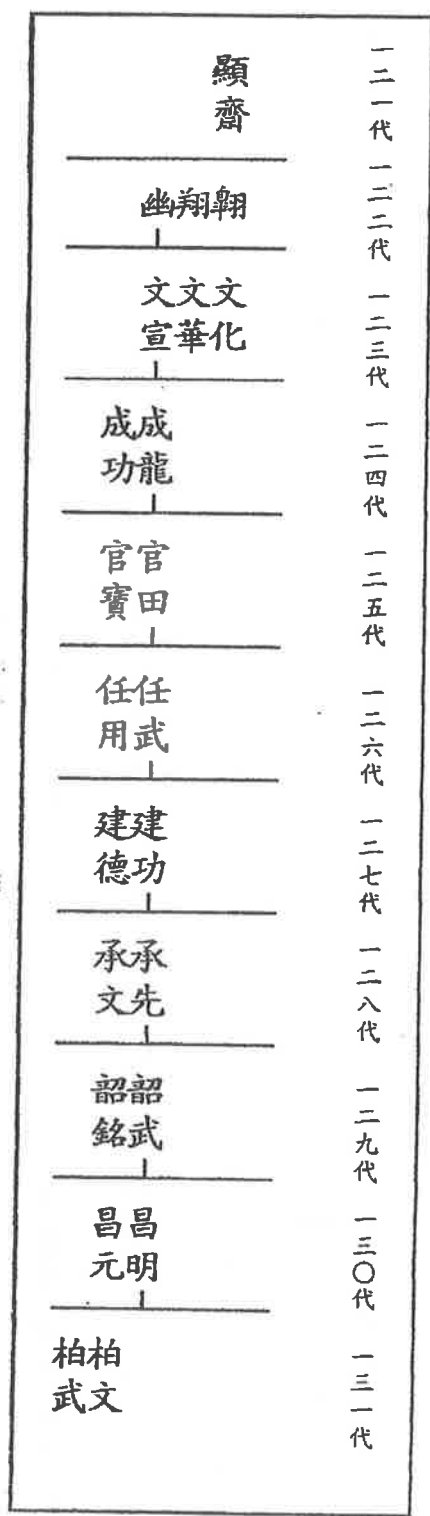 一二一代
顯齋
一二二代
翱
翔
幽
一二三代
文化
文華
文宣
一二四代
成龍
成功
一二五代
官田
官寶
一二六代
任武
任用
一二七代
建功
建德
一二八代
承先
承文
一二九代
韶武
韶銘
一三〇代
昌明
昌元
一三一代
柏文
柏武